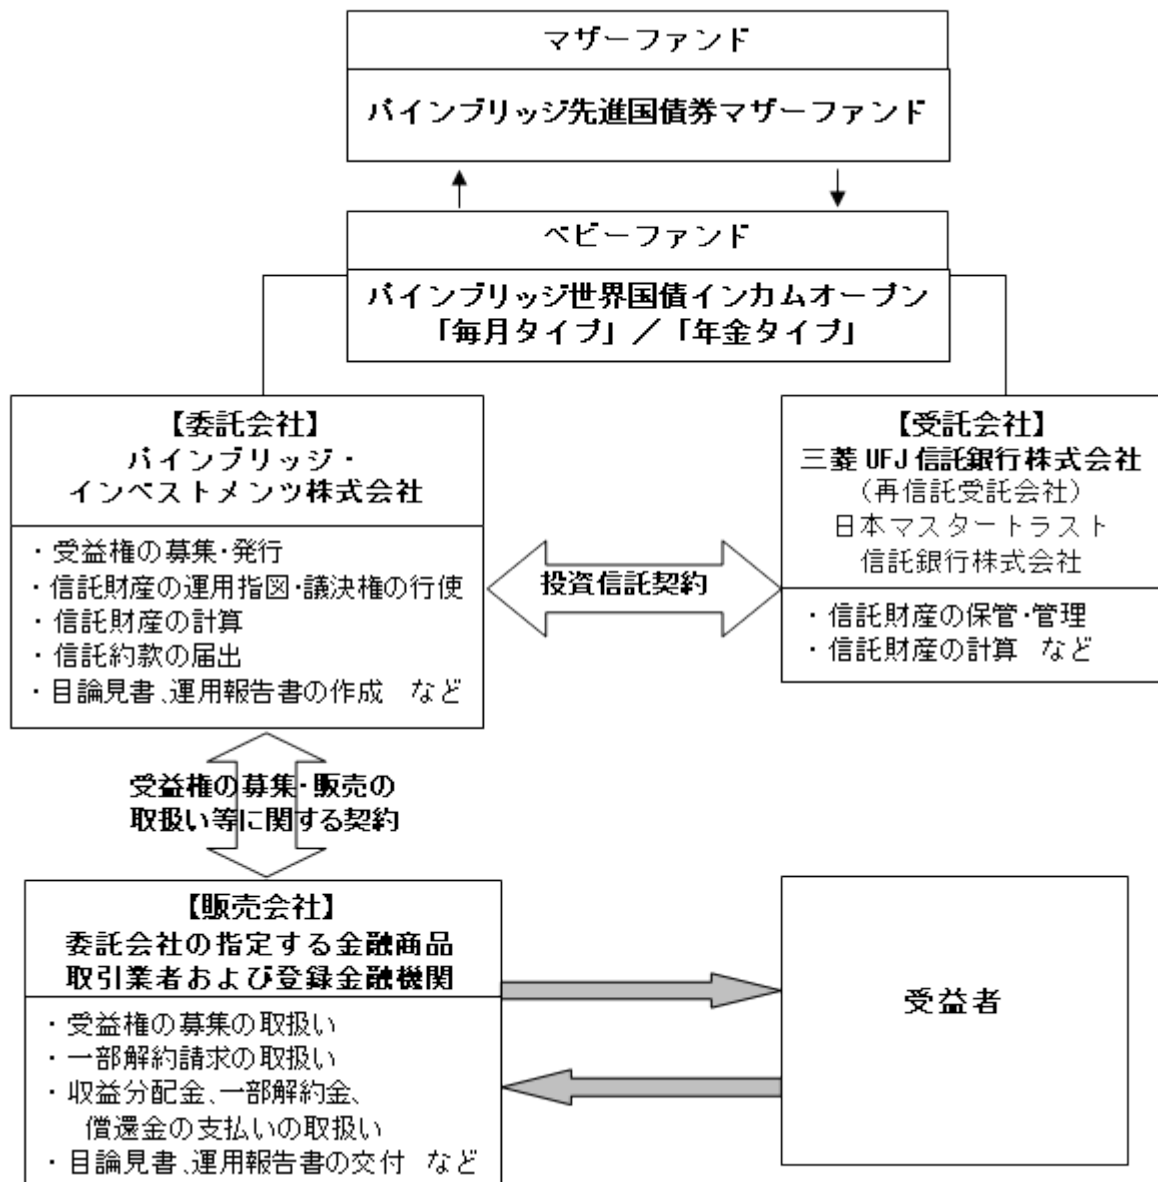 マザーファンド
パインブリッジ先進国債券マザーファンド
ベビーファンド
パインブリッジ世界国債インカムオープン
「毎月タイプ」／「年金タイプ」
【委託会社】
パインブリッジ・
インベストメンツ株式会社
・受益権の募集・発行
・信託財産の運用指図・議決権の行使
・信託財産の計算
・信託約款の届出
・目論見書、運用報告書の作成　など
投資信託契約
【受託会社】
三菱UFJ信託銀行株式会社
（再信託受託会社）
日本マスタートラスト
信託銀行株式会社
・信託財産の保管・管理
・信託財産の計算　など
受益権の募集・販売の
取扱い等に関する契約
【販売会社】
委託会社の指定する金融商品
取引業者および登録金融機関
・受益権の募集の取扱い
・一部解約請求の取扱い
・収益分配金、一部解約金、
償還金の支払いの取扱い
・目論見書、運用報告書の交付　など
受益者